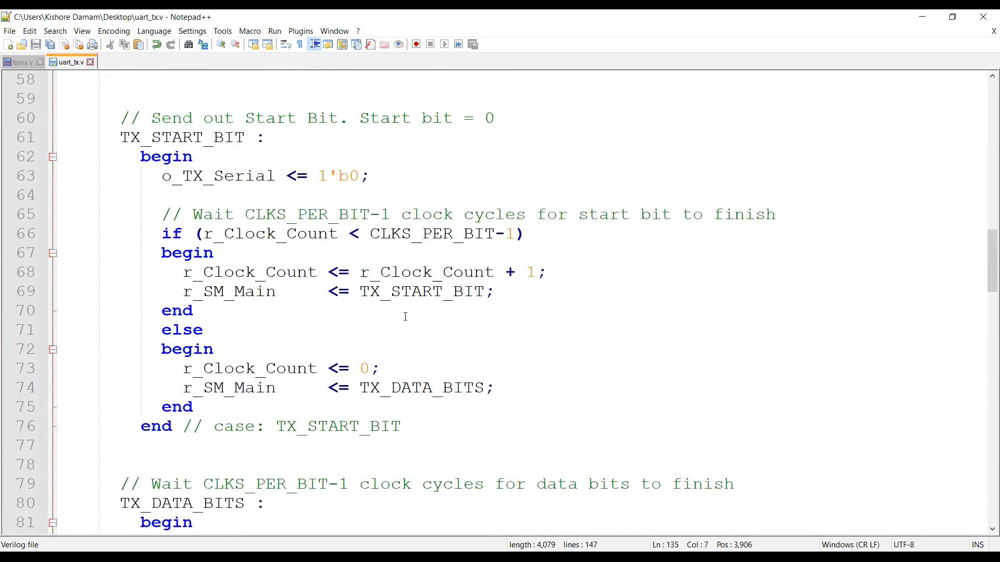 C:\Users\Kishore Damam\Desktop\uart_tx.v - Notepad++
File Edit Search View Encoding Language Settings Tools Macro Run Plugins Window ? X
fsms.v uart_tx.v
58
59
60 // Send out Start Bit. Start bit = 0
61 TX_START_BIT :
62 begin
63 o_TX_Serial <= 1'b0;
64
65 // Wait CLKS_PER_BIT-1 clock cycles for start bit to finish
66 if (r_Clock_Count < CLKS_PER_BIT-1)
67 begin
68 r_Clock_Count <= r_Clock_Count + 1;
69 r_SM_Main <= TX_START_BIT;
70 end
71 else
72 begin
73 r_Clock_Count <= 0;
74 r_SM_Main <= TX_DATA_BITS;
75 end
76 end // case: TX_START_BIT
77
78
79 // Wait CLKS_PER_BIT-1 clock cycles for data bits to finish
80 TX_DATA_BITS :
81 begin
Verilog file length : 4,079 lines : 147 Ln : 135 Col : 7 Pos : 3,906 Windows (CR LF) UTF-8 INS